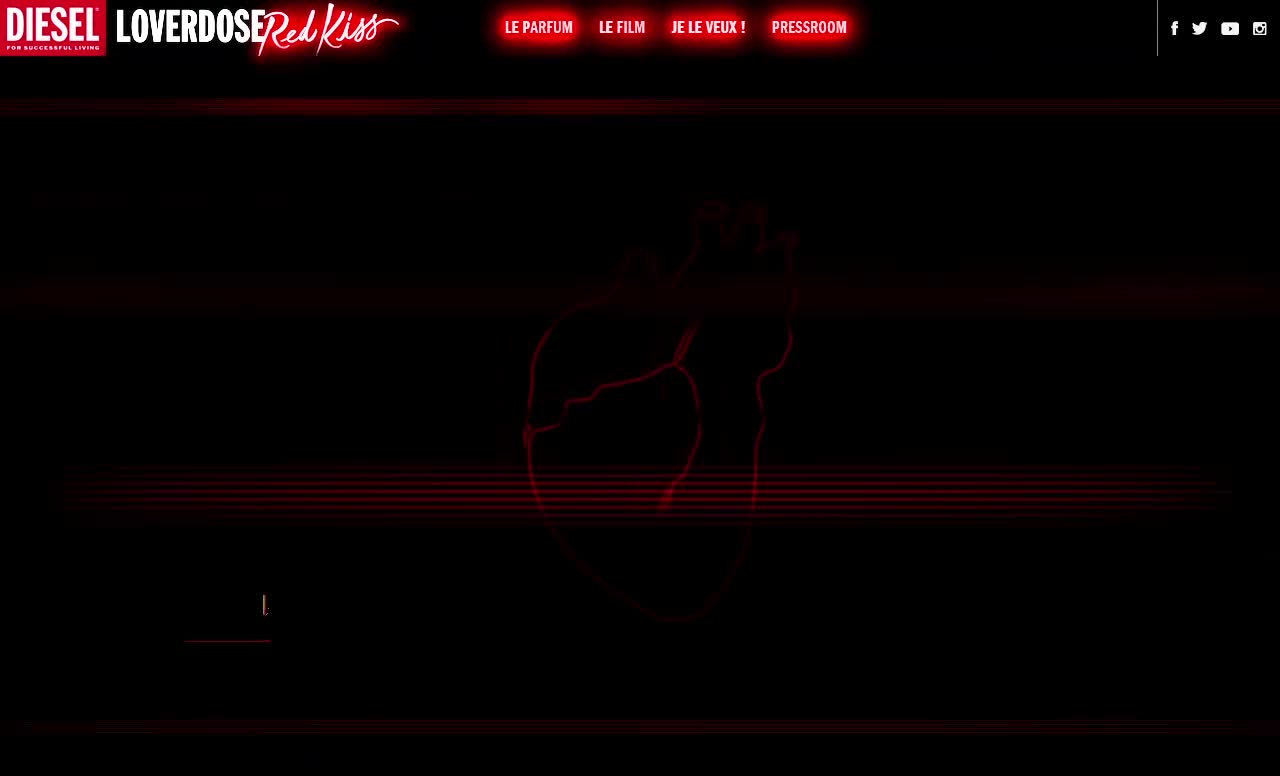 DIESEL
FOR SUCCESSFUL LIVING
LOVERDOSE Red Kiss
LE PARFUM LE FILM JE LE VEUX ! PRESSROOM